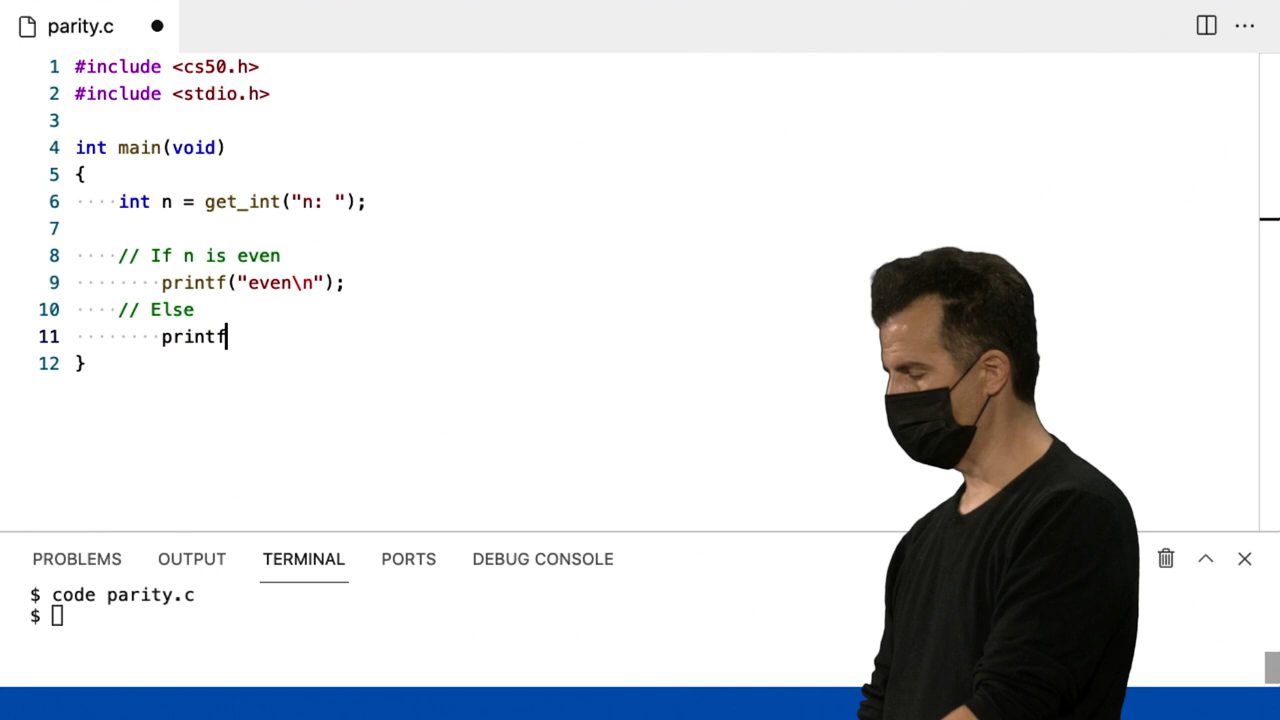 parity.c
1 #include <cs50.h>
2 #include <stdio.h>
3
4 int main(void)
5 {
6 ····int n = get_int("n: ");
7
8 ····// If n is even
9 ········printf("even\n");
10 ····// Else
11 ········printf
12 }
PROBLEMS OUTPUT TERMINAL PORTS DEBUG CONSOLE
$ code parity.c
$